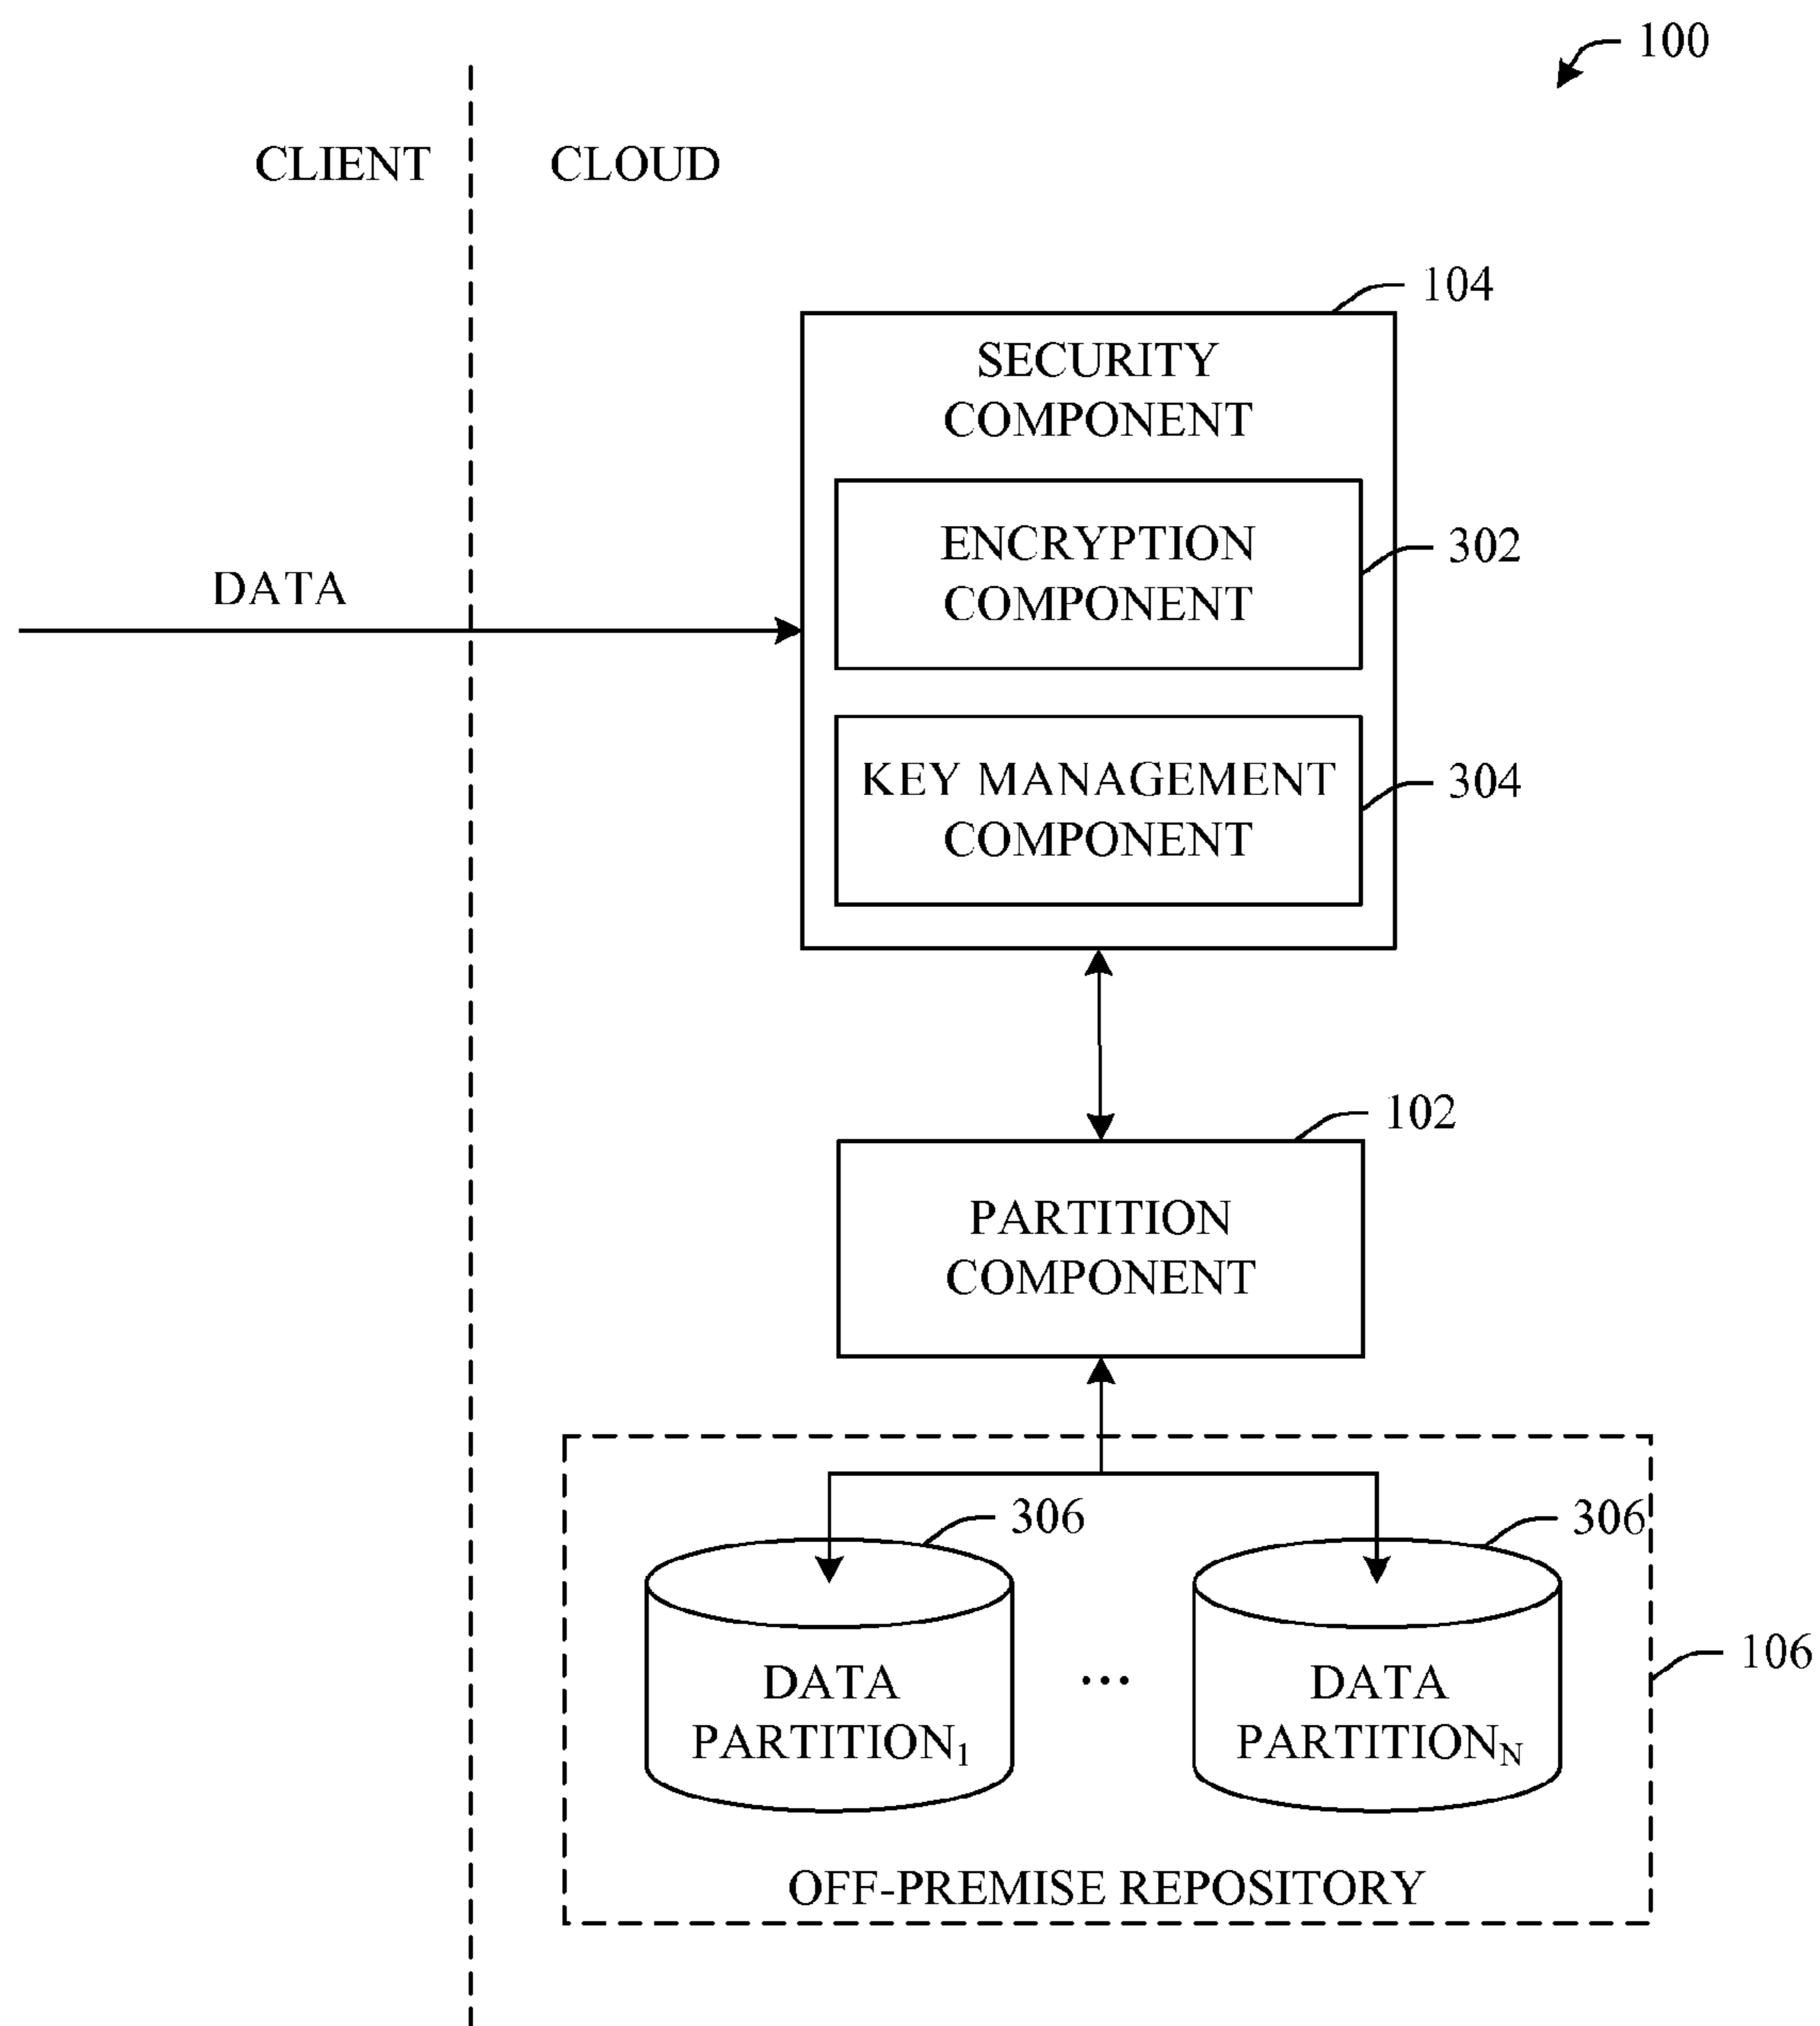 100
CLIENT
CLOUD
104
SECURITY
COMPONENT
ENCRYPTION
COMPONENT
302
DATA
KEY MANAGEMENT
COMPONENT
304
102
PARTITION
COMPONENT
306
306
DATA
PARTITION₁
...
DATA
PARTITION_N
106
OFF-PREMISE REPOSITORY